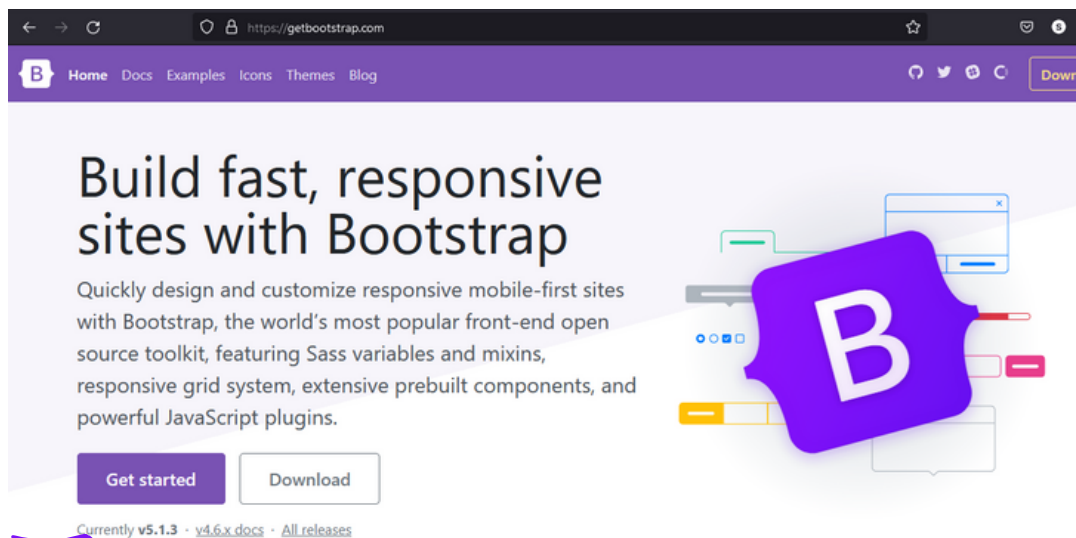 https://getbootstrap.com
S
B Home Docs Examples Icons Themes Blog
Down
Build fast, responsive
sites with Bootstrap
Quickly design and customize responsive mobile-first sites
with Bootstrap, the world’s most popular front-end open
source toolkit, featuring Sass variables and mixins,
responsive grid system, extensive prebuilt components, and
powerful JavaScript plugins.
B
Get started Download
Currently v5.1.3 · v4.6.x docs · All releases